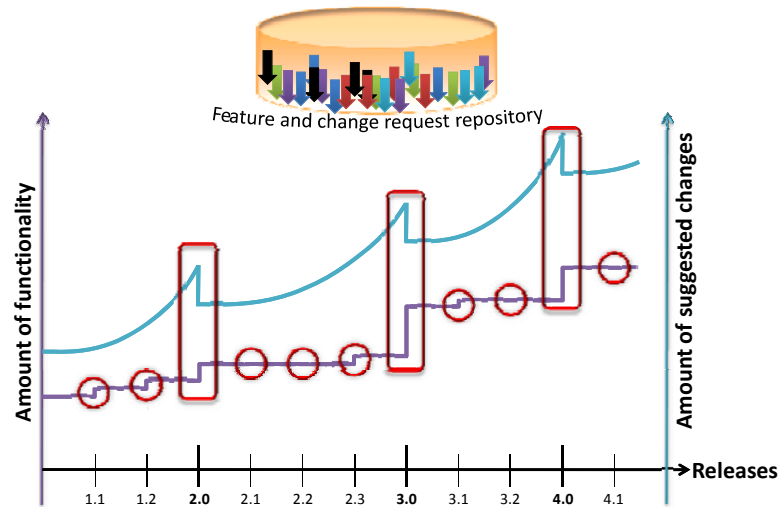 Feature and change request repository
Amount of functionality
Amount of suggested changes
Releases
1.1 1.2 2.0 2.1 2.2 2.3 3.0 3.1 3.2 4.0 4.1